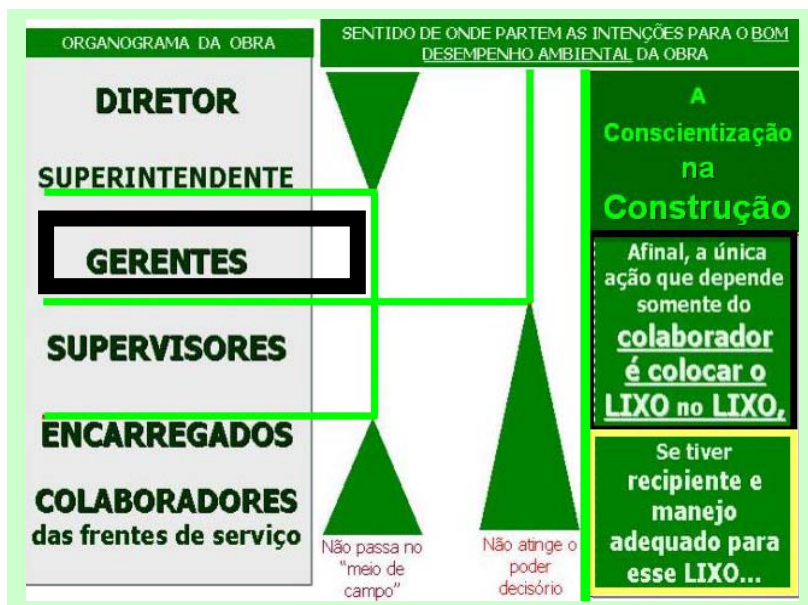 ORGANOGRAMA DA OBRA
SENTIDO DE ONDE PARTEM AS INTENÇÕES PARA O BOM
DESEMPENHO AMBIENTAL DA OBRA
DIRETOR
SUPERINTENDENTE
GERENTES
SUPERVISORES
ENCARREGADOS
COLABORADORES
das frentes de serviço
Não passa no
"meio de
campo"
Não atinge o
poder
decisório
A
Conscientização
na
Construção
Afinal, a única
ação que depende
somente do
colaborador
é colocar o
LIXO no LIXO,
Se tiver
recipiente e
manejo
adequado para
esse LIXO...